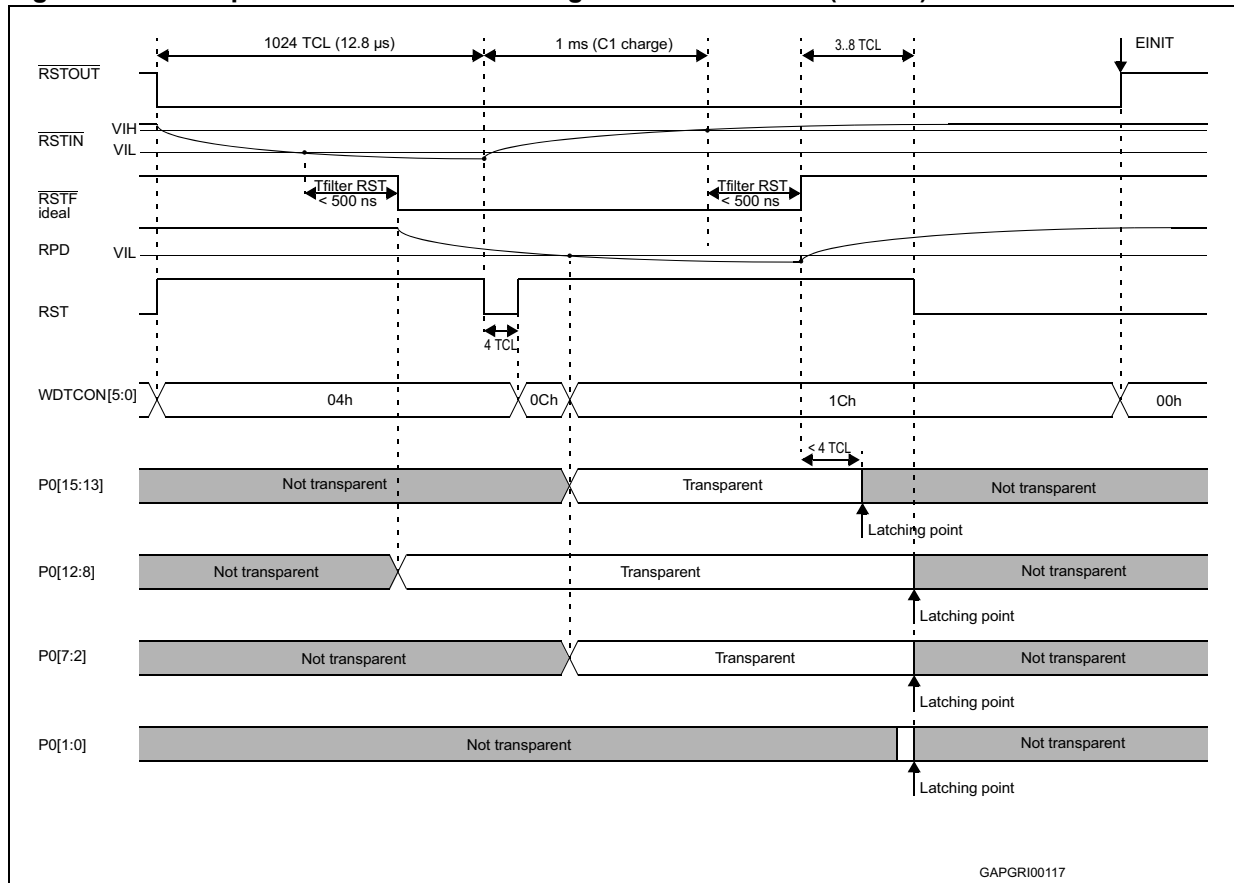 1024 TCL (12.8 µs)
1 ms (C1 charge)
3..8 TCL
EINIT
RSTOUT
RSTIN
VIH
VIL
Tfilter RST
< 500 ns
Tfilter RST
< 500 ns
RSTF
ideal
RPD
VIL
RST
4 TCL
WDTCON[5:0]
04h
0Ch
1Ch
00h
< 4 TCL
P0[15:13]
Not transparent
Transparent
Not transparent
Latching point
P0[12:8]
Not transparent
Transparent
Not transparent
Latching point
P0[7:2]
Not transparent
Transparent
Not transparent
Latching point
P0[1:0]
Not transparent
Not transparent
Latching point
GAPGRI00117